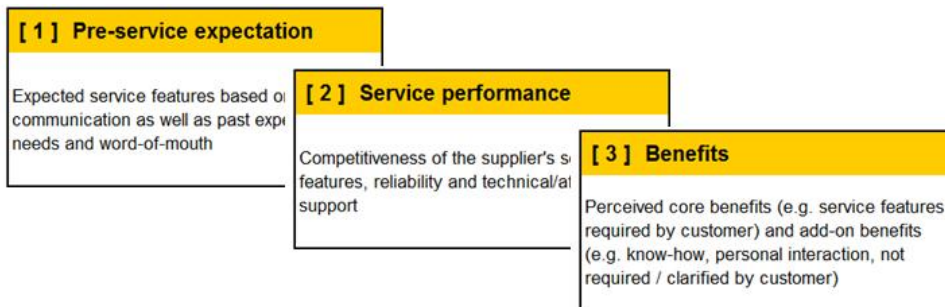 [ 1 ] Pre-service expectation
Expected service features based
communication as well as past
needs and word-of-mouth
[ 2 ] Service performance
Competitiveness of the supplier's
features, reliability and
support
[ 3 ] Benefits
Perceived core benefits (e.g. service features
required by customer) and add-on benefits
(e.g. know-how, personal interaction, not
required / clarified by customer)